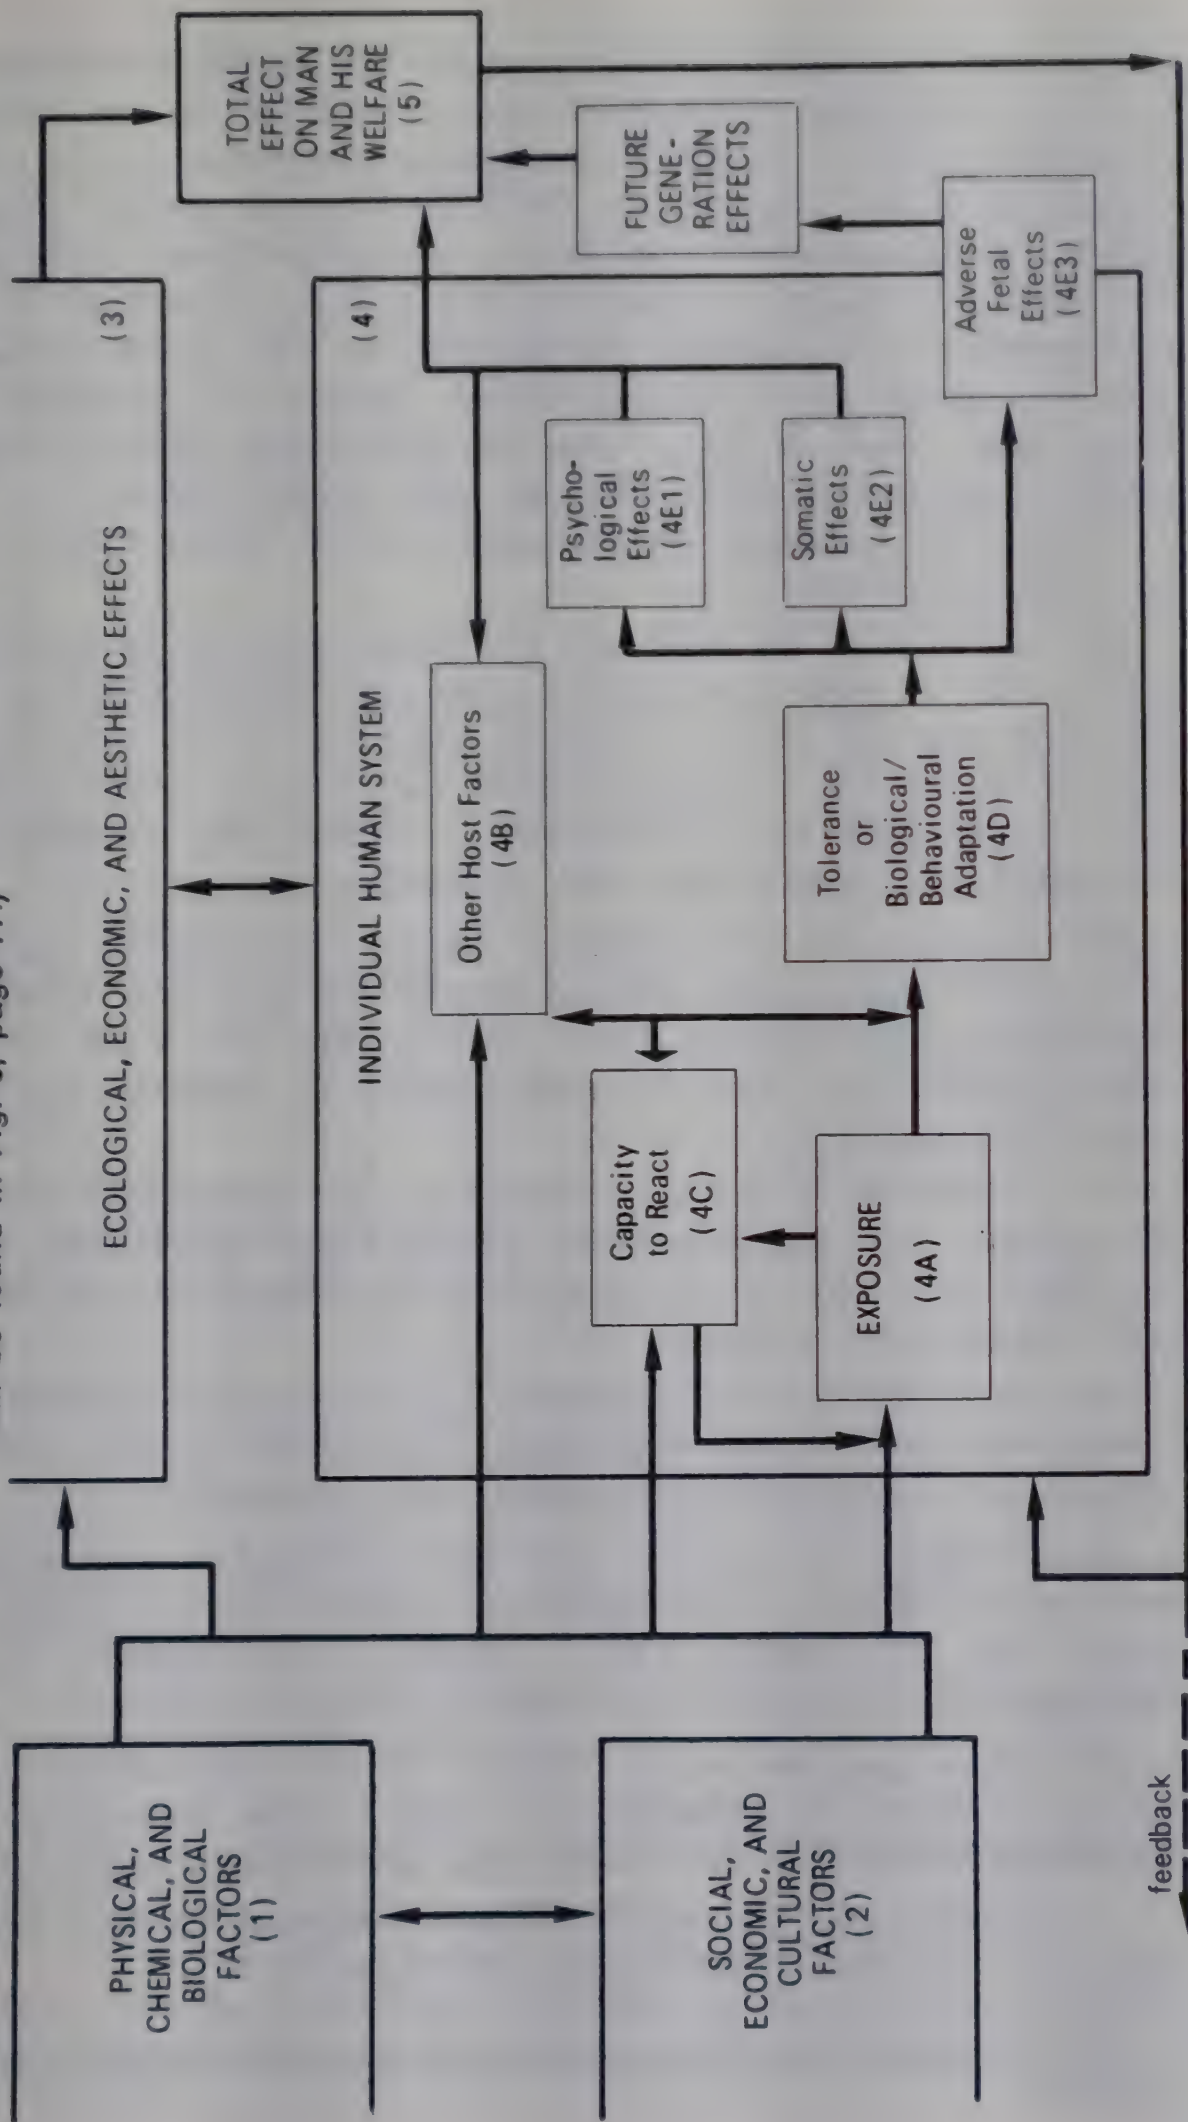 ECOLOGICAL, ECONOMIC, AND AESTHETIC EFFECTS
(3)
TOTAL
EFFECT
ON MAN
AND HIS
WELFARE
(5)
PHYSICAL,
CHEMICAL, AND
BIOLOGICAL
FACTORS
(1)
INDIVIDUAL HUMAN SYSTEM
(4)
Other Host Factors
(4B)
FUTURE
GENE-
RATION
EFFECTS
Capacity
to React
(4C)
Psycho-
logical
Effects
(4E1)
SOCIAL,
ECONOMIC, AND
CULTURAL
FACTORS
(2)
EXPOSURE
(4A)
Tolerance
or
Biological/
Behavioural
Adaptation
(4D)
Somatic
Effects
(4E2)
Adverse
Fetal
Effects
(4E3)
feedback